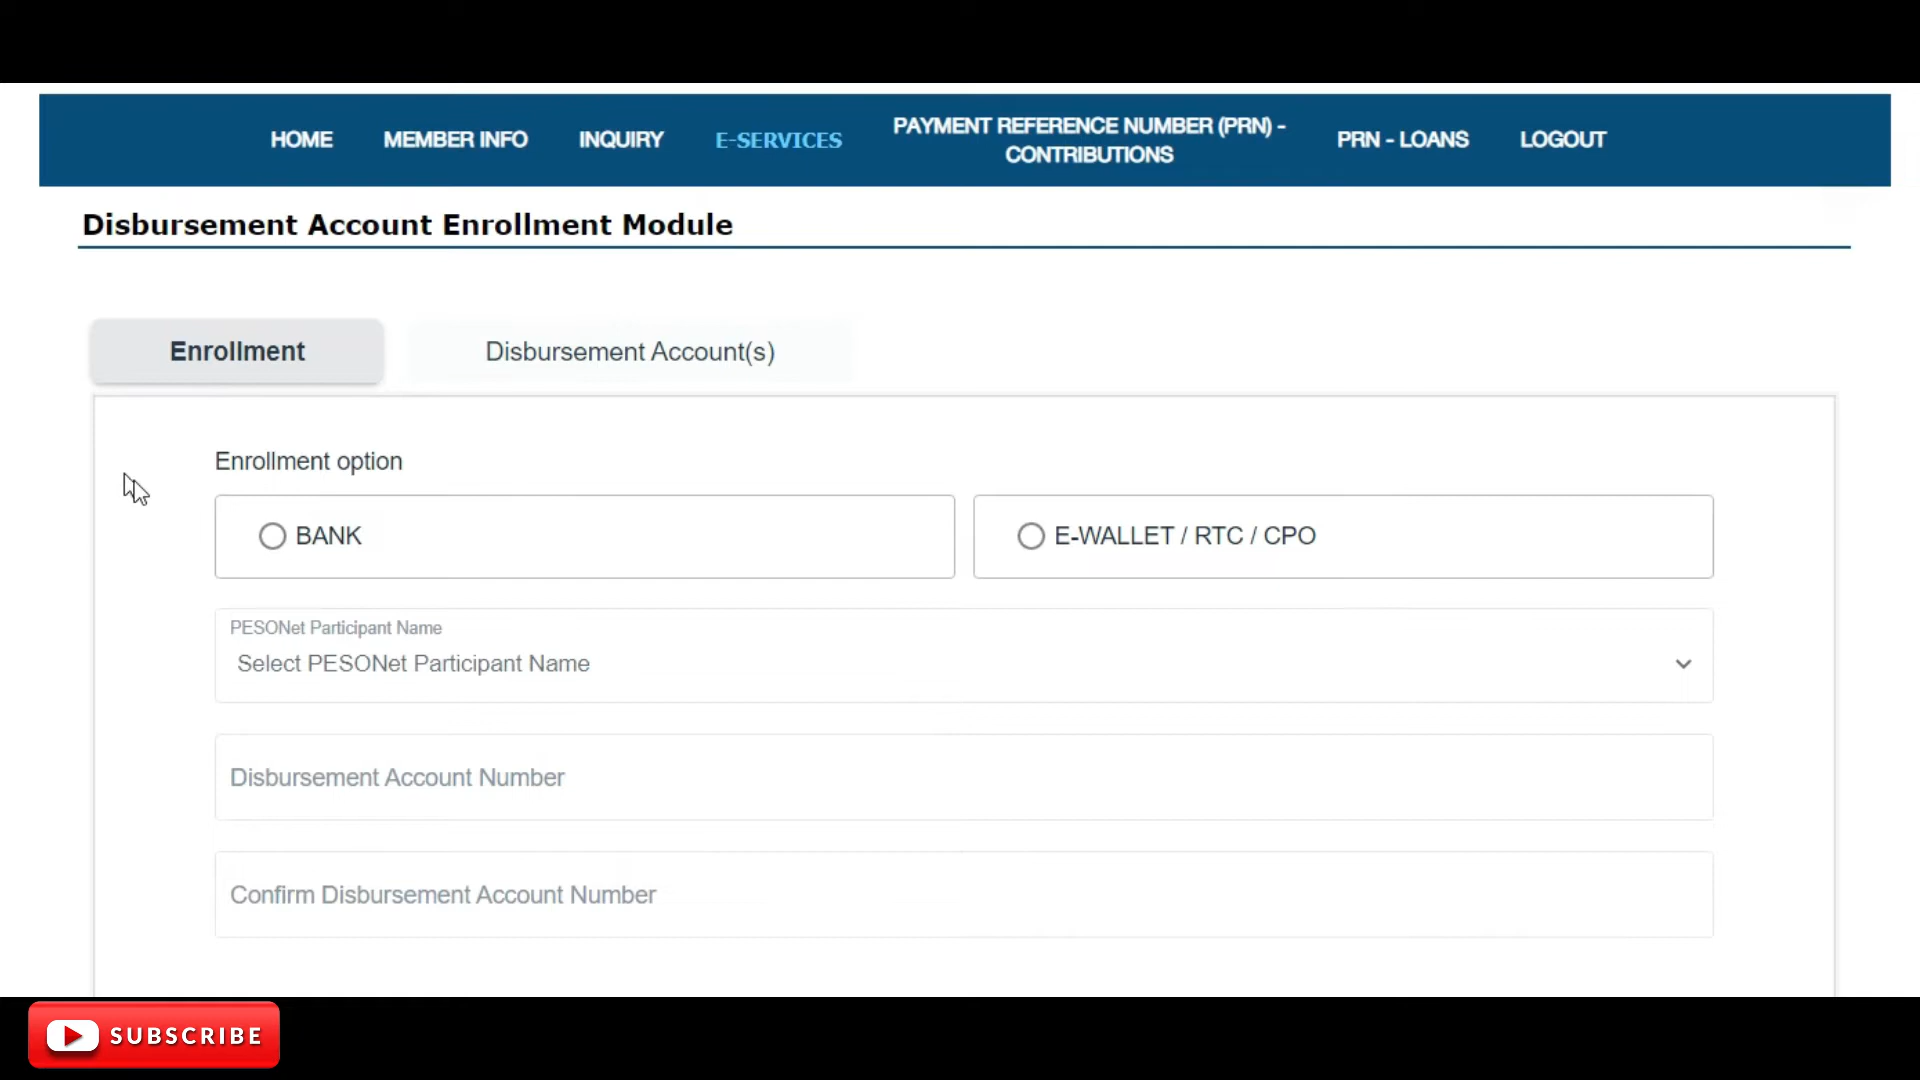 HOME
MEMBER INFO
INQUIRY
E-SERVICES
PAYMENT REFERENCE NUMBER (PRN) -
CONTRIBUTIONS
PRN - LOANS
LOGOUT
Disbursement Account Enrollment Module
Enrollment
Disbursement Account(s)
Enrollment option
BANK
E-WALLET / RTC / CPO
PESONet Participant Name
Select PESONet Participant Name
Disbursement Account Number
Confirm Disbursement Account Number
SUBSCRIBE